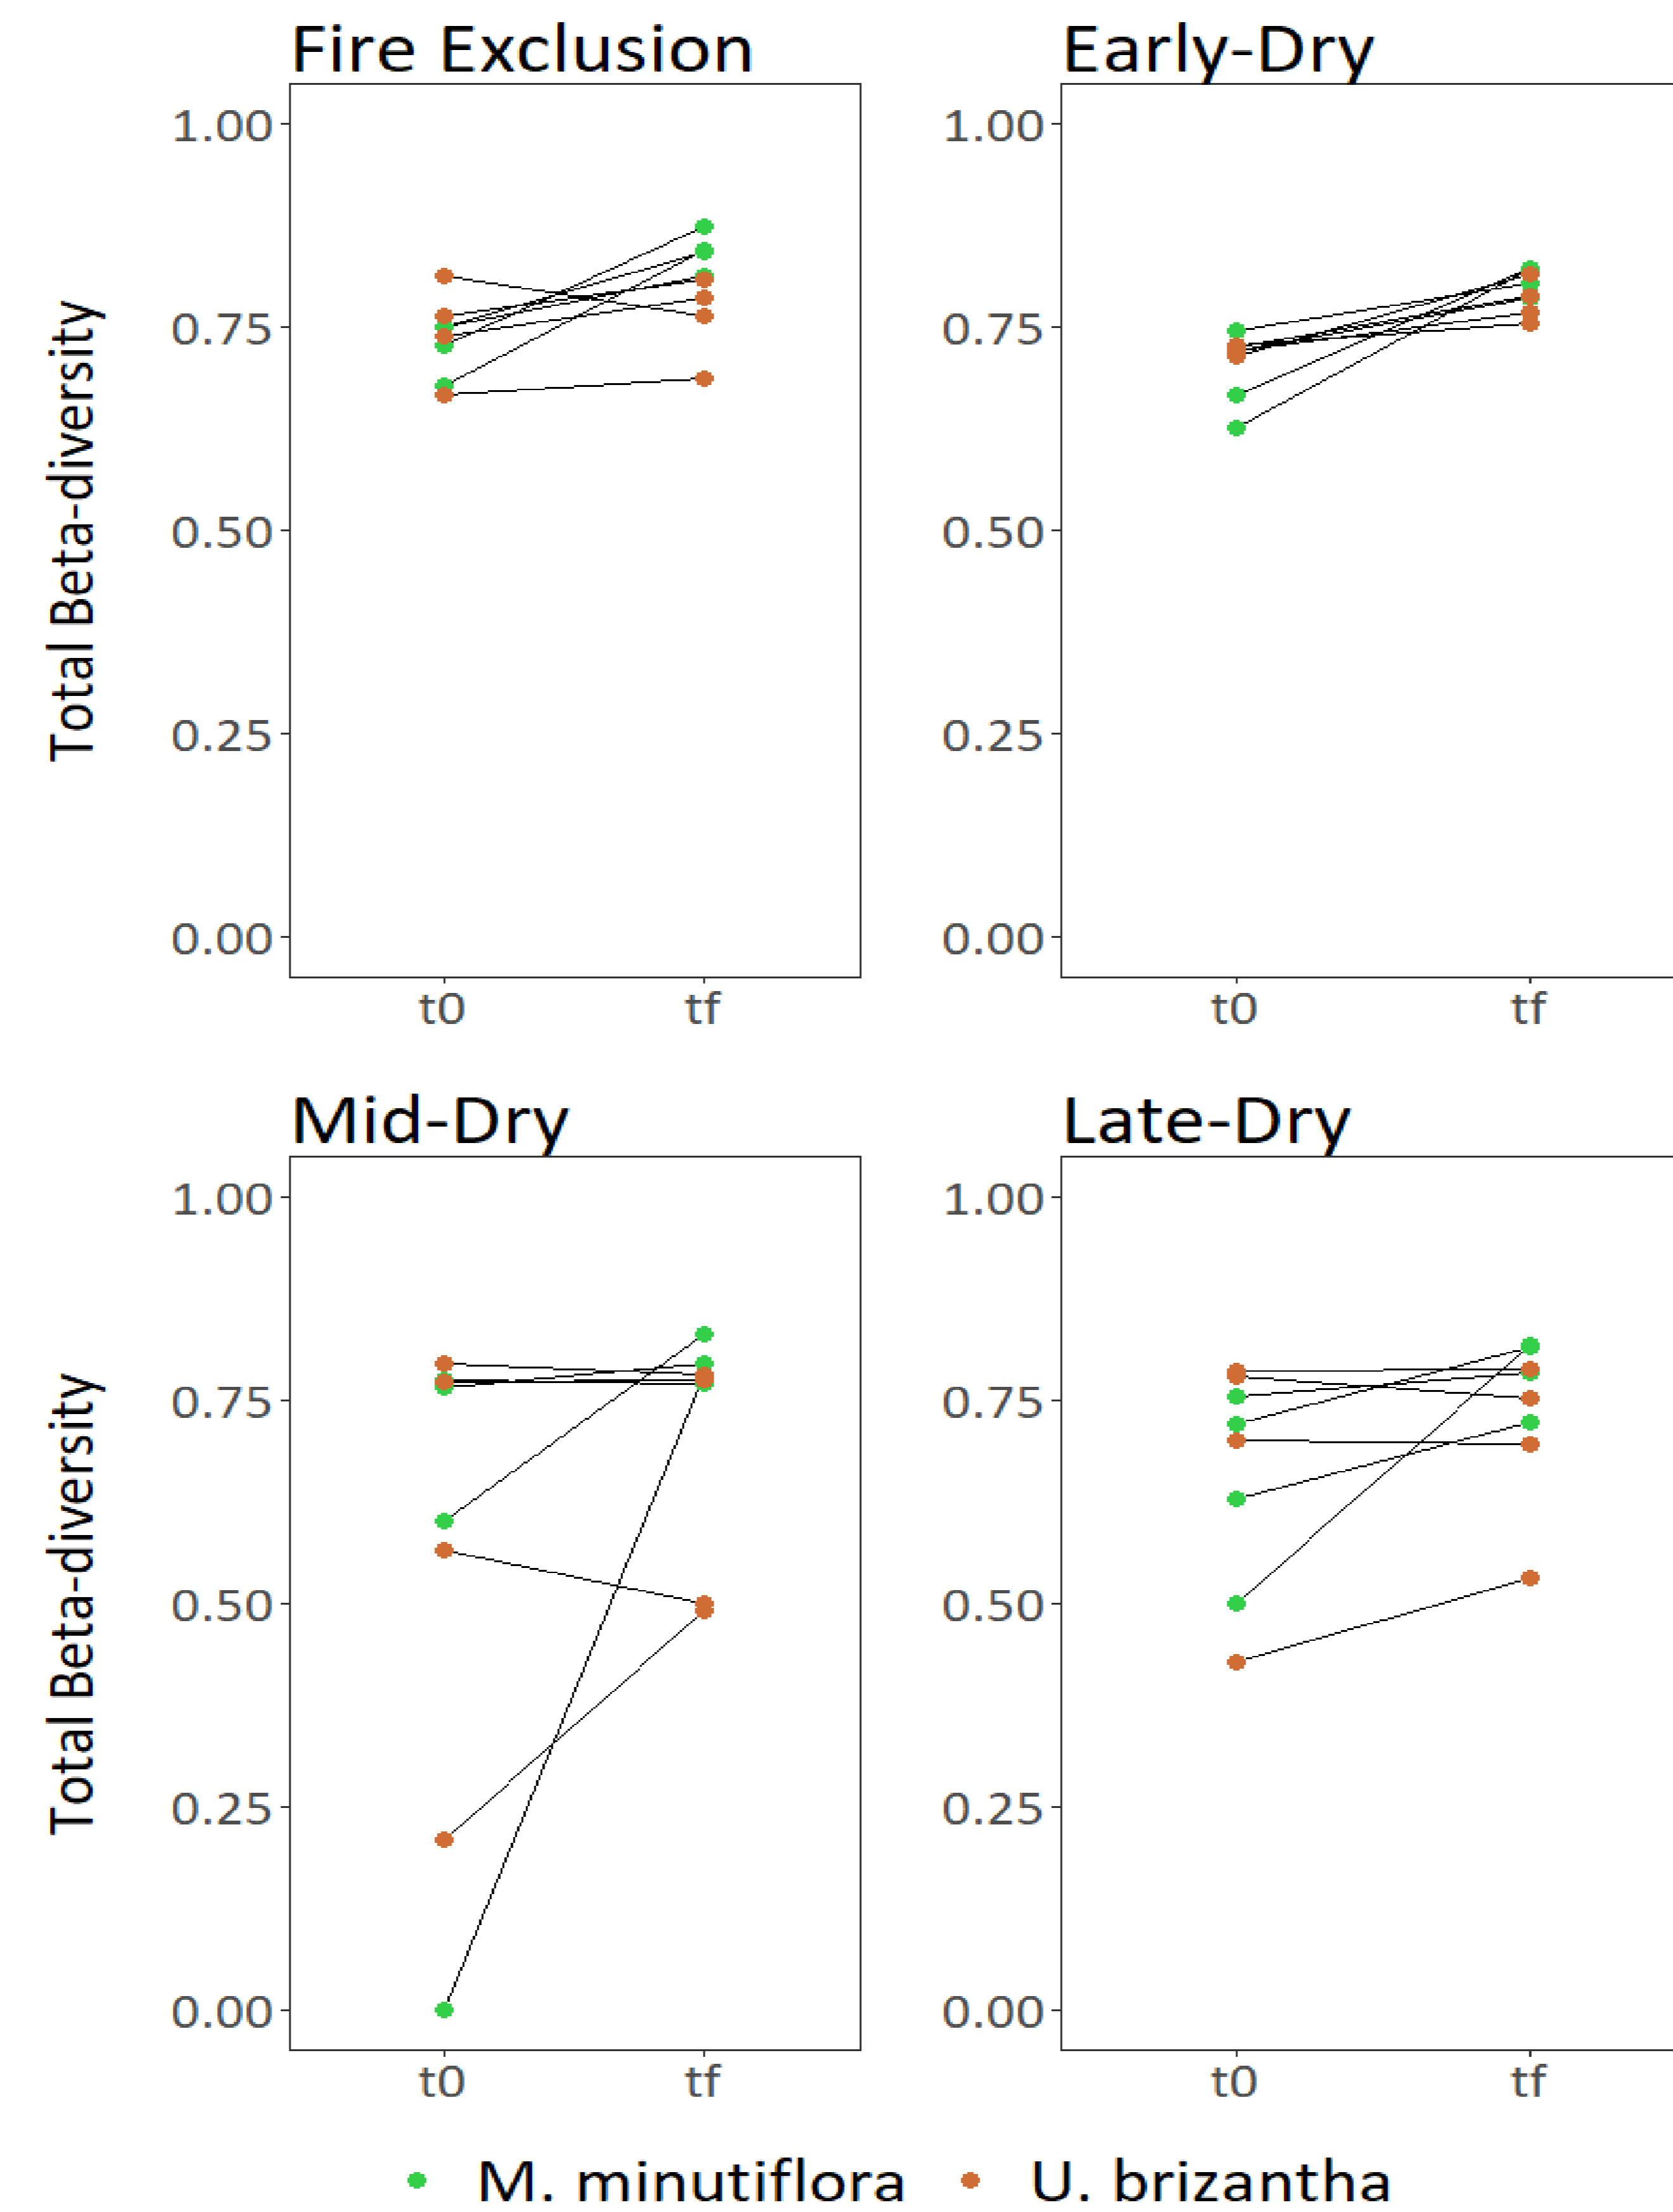 Fire Exclusion
Early-Dry
Total Beta-diversity
1.00
0.75
0.50
0.25
0.00
t0 tf
1.00
0.75
0.50
0.25
0.00
t0 tf
Mid-Dry
Late-Dry
Total Beta-diversity
1.00
0.75
0.50
0.25
0.00
t0 tf
1.00
0.75
0.50
0.25
0.00
t0 tf
M. minutiflora U. brizantha